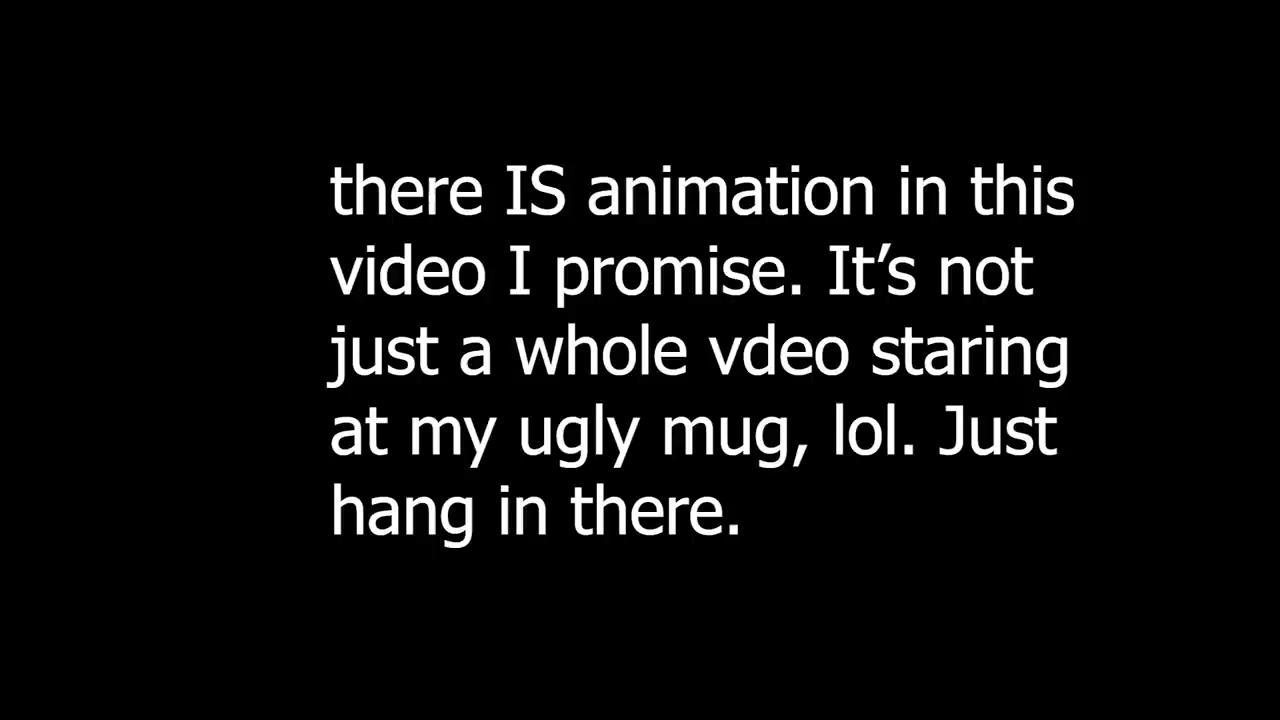 there IS animation in this
video I promise. It’s not
just a whole vdeo staring
at my ugly mug, lol. Just
hang in there.